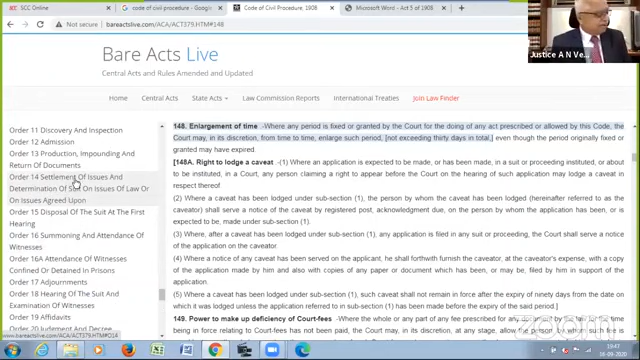 SCC Online
code of civil procedure - Google
Code of Civil Procedure, 1908
Microsoft Word - Act 5 of 1908
bareactslive.com/ACA/ACT379.HTM#148
Justice A N Ve
Bare Acts Live
Central Acts and Rules Amended and Updated
Home Central Acts State Acts Law Commission Reports International Treaties Join Law Finder
Order 11 Discovery And Inspection
Order 12 Admission
Order 13 Production, Impounding And
Return Of Documents
Order 14 Settlement Of Issues And
Determination Of Suit On Issues Of Law Or
On Issues Agreed Upon
Order 15 Disposal Of The Suit At The First
Hearing
Order 16 Summoning And Attendance Of
Witnesses
Order 16A Attendance Of Witnesses
Confined Or Detained In Prisons
Order 17 Adjournments
Order 18 Hearing Of The Suit And
Examination Of Witnesses
Order 19 Affidavits
Order 20 Judgment And Decree
www.bareactslive.com/ACA/ACT379.HTM#O14
148. Enlargement of time .-Where any period is fixed or granted by the Court for the doing of any act prescribed or allowed by this Code, the
Court may, in its discretion, from time to time, enlarge such period, [not exceeding thirty days in total,] even though the period originally fixed or
granted may have expired.
[148A. Right to lodge a caveat .-(1) Where an application is expected to be made, or has been made, in a suit or proceeding instituted, or about
to be instituted, in a Court, any person claiming a right to appear before the Court on the hearing of such application may lodge a caveat in
respect thereof
(2) Where a caveat has been lodged under sub-section (1), the person by whom the caveat has been lodged (hereinafter referred to as the
caveator) shall serve a notice of the caveat by registered post, acknowledgment due, on the person by whom the application has been, or is
expected to be, made under sub-section (1).
(3) Where, after a caveat has been lodged under sub-section (1), any application is filed in any suit or proceeding, the Court shall serve a notice
of the application on the caveator.
(4) Where a notice of any caveat has been served on the applicant, he shall forthwith furnish the caveator, at the caveator's expense, with a copy
of the application made by him and also with copies of any paper or document which has been, or may be, filed by him in support of the
application.
(5) Where a caveat has been lodged under sub-section (1), such caveat shall not remain in force after the expiry of ninety days from the date on
which it was lodged unless the application referred to in sub-section (1) has been made before the expiry of the said period.]
149. Power to make up deficiency of Court-fees .-Where the whole or any part of any fee prescribed for any
time being in force relating to Court-fees has not been paid, the Court may, in its discretion, at any stage, allow
zoom
19:47
16-09-2020